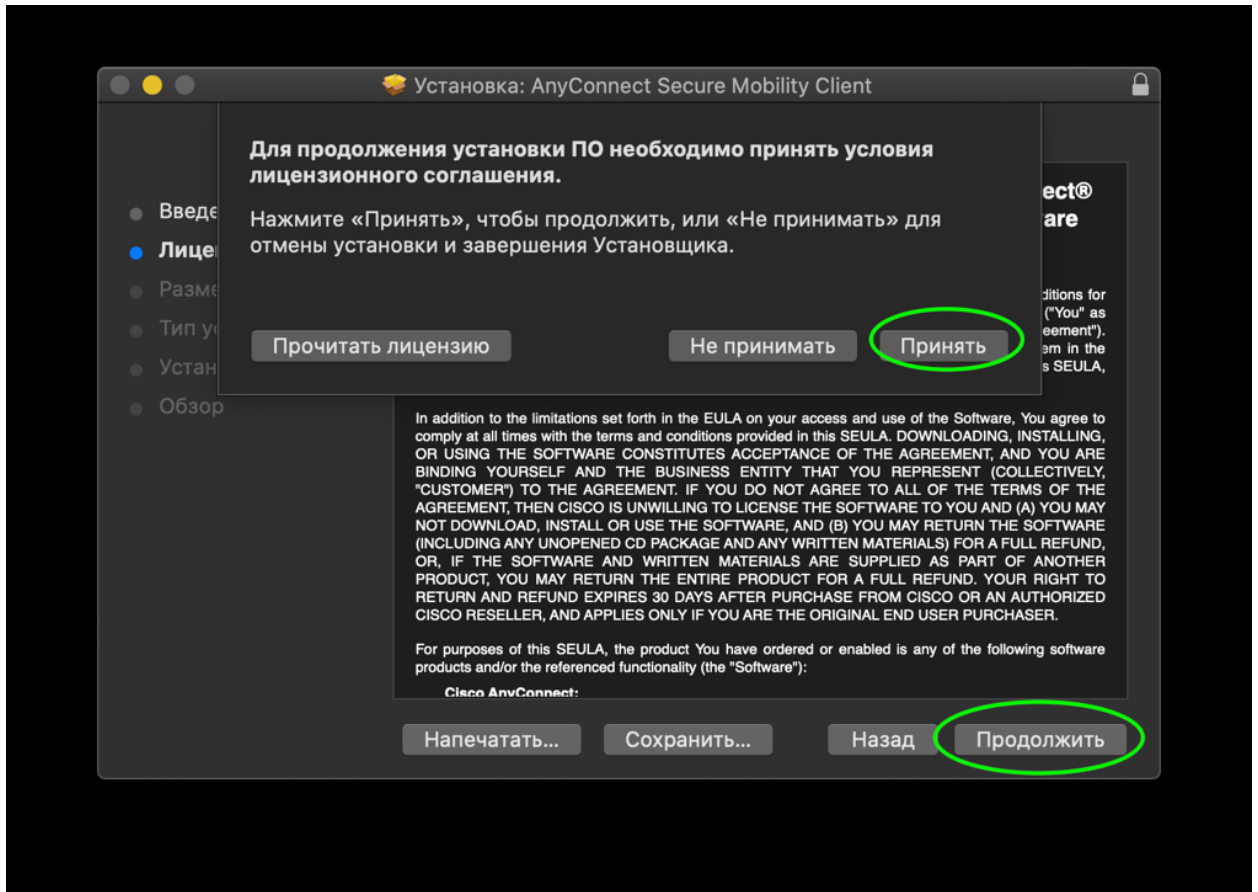 Установка: AnyConnect Secure Mobility Client
Для продолжения установки ПО необходимо принять условия
лицензионного соглашения.
Нажмите «Принять», чтобы продолжить, или «Не принимать» для
отмены установки и завершения Установщика.
Прочитать лицензию
Не принимать
Принять
Введе
Лице
Разме
Тип у
Устан
Обзор
ect®
are
ditions for
("You" as
eement").
em in the
s SEULA,
In addition to the limitations set forth in the EULA on your access and use of the Software, You agree to
comply at all times with the terms and conditions provided in this SEULA. DOWNLOADING, INSTALLING,
OR USING THE SOFTWARE CONSTITUTES ACCEPTANCE OF THE AGREEMENT, AND YOU ARE
BINDING YOURSELF AND THE BUSINESS ENTITY THAT YOU REPRESENT (COLLECTIVELY,
"CUSTOMER") TO THE AGREEMENT. IF YOU DO NOT AGREE TO ALL OF THE TERMS OF THE
AGREEMENT, THEN CISCO IS UNWILLING TO LICENSE THE SOFTWARE TO YOU AND (A) YOU MAY
NOT DOWNLOAD, INSTALL OR USE THE SOFTWARE, AND (B) YOU MAY RETURN THE SOFTWARE
(INCLUDING ANY UNOPENED CD PACKAGE AND ANY WRITTEN MATERIALS) FOR A FULL REFUND,
OR, IF THE SOFTWARE AND WRITTEN MATERIALS ARE SUPPLIED AS PART OF ANOTHER
PRODUCT, YOU MAY RETURN THE ENTIRE PRODUCT FOR A FULL REFUND. YOUR RIGHT TO
RETURN AND REFUND EXPIRES 30 DAYS AFTER PURCHASE FROM CISCO OR AN AUTHORIZED
CISCO RESELLER, AND APPLIES ONLY IF YOU ARE THE ORIGINAL END USER PURCHASER.
For purposes of this SEULA, the product You have ordered or enabled is any of the following software
products and/or the referenced functionality (the "Software"):
Cisco AnyConnect:
Напечатать...
Сохранить...
Назад
Продолжить